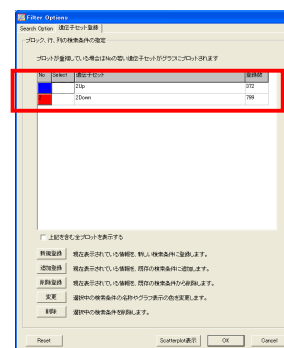 Filter Options
Search Option 遺伝子セット登録
ブロック、行、列の検索条件の指定
プロットが重複している場合はNoの若い遺伝子セットがグラフにプロットされます
No Select 遺伝子セット 登録数
2Up 372
2Down 799
上記を含む全プロットを表示する
新規登録 現在表示されている情報を、新しい検索条件に登録します。
追加登録 現在表示されている情報を、既存の検索条件に追加します。
削除登録 現在表示されている情報を、既存の検索条件から削除します。
変更 選択中の検索条件の名称やグラフ表示の色を変更します。
削除 選択中の検索条件を削除します。
Reset Scatterplot表示 OK Cancel